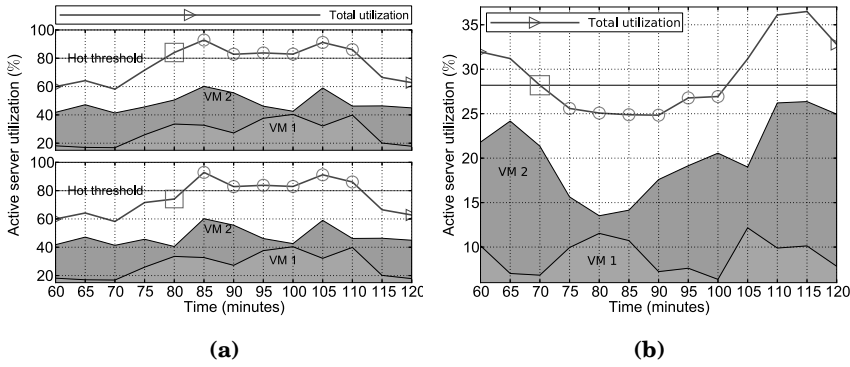 Total utilization
Active server utilization (%)
100
80
60
40
20
Hot threshold
VM 2
VM 1
100
80
60
40
20
Hot threshold
VM 2
VM 1
60 65 70 75 80 85 90 95 100 105 110 115 120
Time (minutes)
(a)
Total utilization
Active server utilization (%)
35
30
25
20
15
10
5
VM 2
VM 1
60 65 70 75 80 85 90 95 100 105 110 115 120
Time (minutes)
(b)